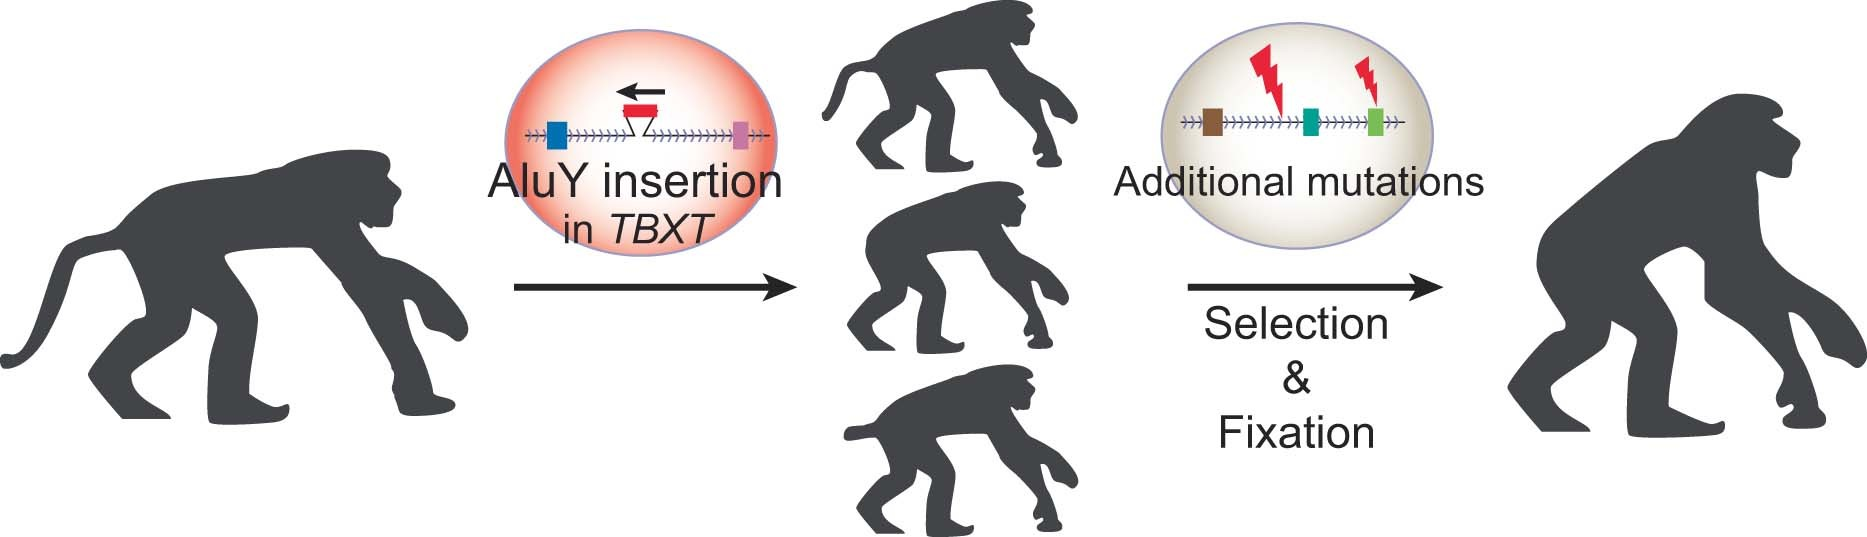 AluY insertion
in TBXT
Additional mutations
Selection
&
Fixation